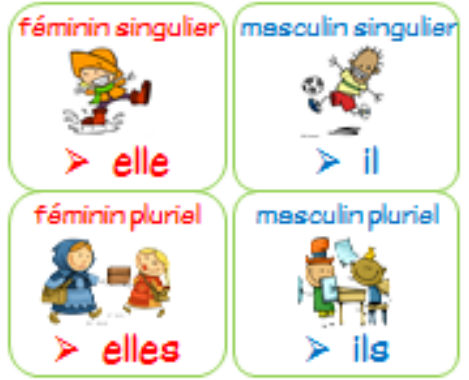 féminin singulier
masculin singulier
➢ elle
➢ il
féminin pluriel
masculin pluriel
➢ elles
➢ ils